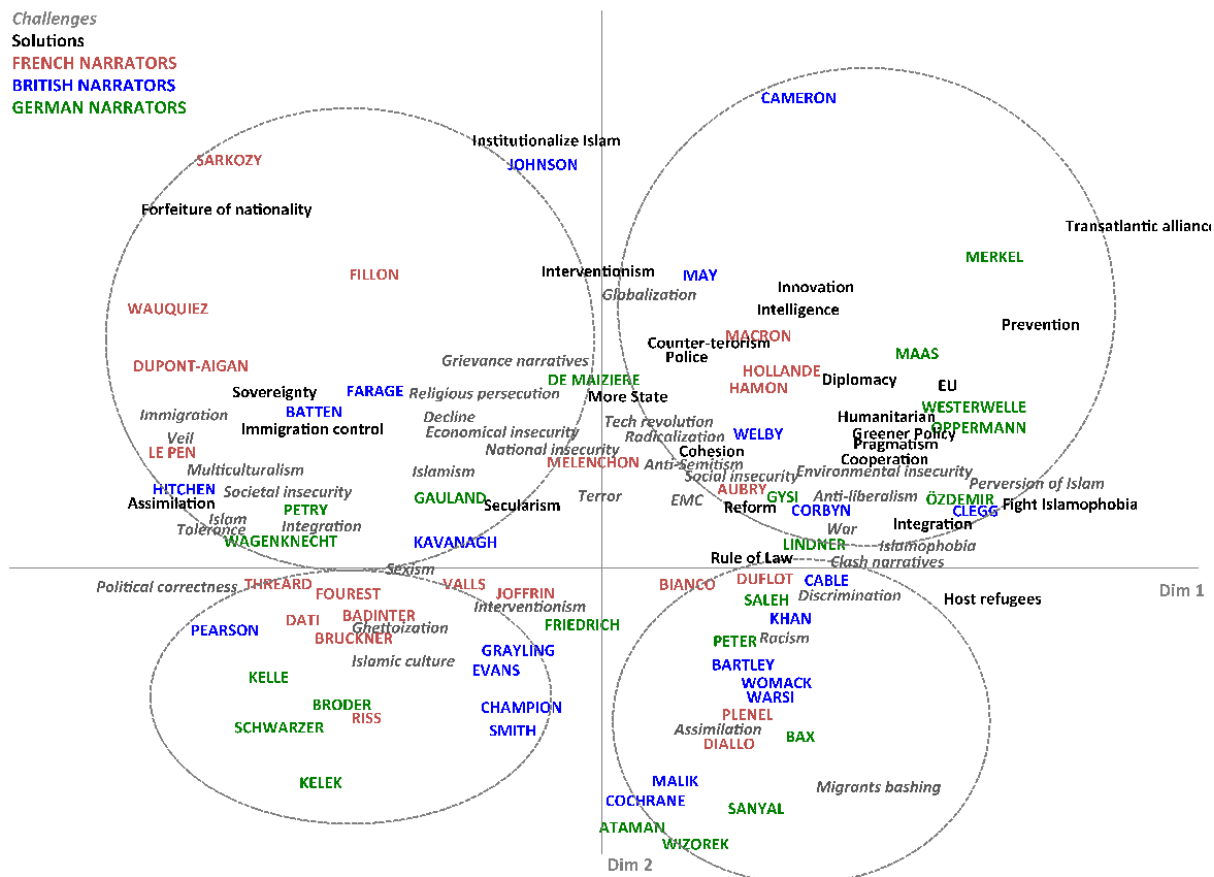 Challenges
Solutions
FRENCH NARRATORS
BRITISH NARRATORS
GERMAN NARRATORS
CAMERON
Institutionalize Islam
SARKOZY
JOHNSON
Forfeiture of nationality
Transatlantic alliance
MERKEL
FILLON
Interventionism
MAY
Innovation
Globalization
WAUQUIEZ
Intelligence
Prevention
MACRON
Counter-terrorism
Police
MAAS
Grievance narratives
DUPONT-AIGAN
HOLLANDE
DE MAIZIERE
Diplomacy
HAMON
EU
Sovereignty
FARAGE
Religious persecution
More State
WESTERWELLE
Immigration
BATTEN
Decline
Humanitarian
Tech revolution
OPPERMANN
Immigration control
Economical insecurity
Radicalization
WELBY
Greener Policy
Veil
Pragmatism
LE PEN
National insecurity
Cohesion
Cooperation
MELENCHON
Anti-Semitism
Multiculturalism
Islamism
Social insecurity
Environmental insecurity
Perversion of Islam
HITCHEN
Societal insecurity
AUBRY
GYSI
Anti-liberalism
ÖZDEMIR
Assimilation
GAULAND
Secularism
Terror
EMC
Reform
CORBYN
CLEGG
Fight Islamophobia
PETRY
Islam
Integration
War
Integration
Tolerance
WAGENKNECHT
KAVANAGH
LINDNER
Islamophobia
Rule of Law
Clash narratives
Sexism
Political correctness
THREARD
VALLS
BIANCO
DUFLOT
CABLE
Dim 1
FOUREST
JOFFRIN
SALEH
Discrimination
Host refugees
Interventionism
DATI
BADINTER
KHAN
PEARSON
Ghettoization
FRIEDRICH
BRUCKNER
PETER
Racism
GRAYLING
Islamic culture
EVANS
BARTLEY
KELLE
WOMACK
WARSI
BRODER
CHAMPION
RISS
PLENEL
SCHWARZER
SMITH
Assimilation
BAX
DIALLO
KELEK
MALIK
Migrants bashing
COCHRANE
SANYAL
ATAMAN
WIZOREK
Dim 2